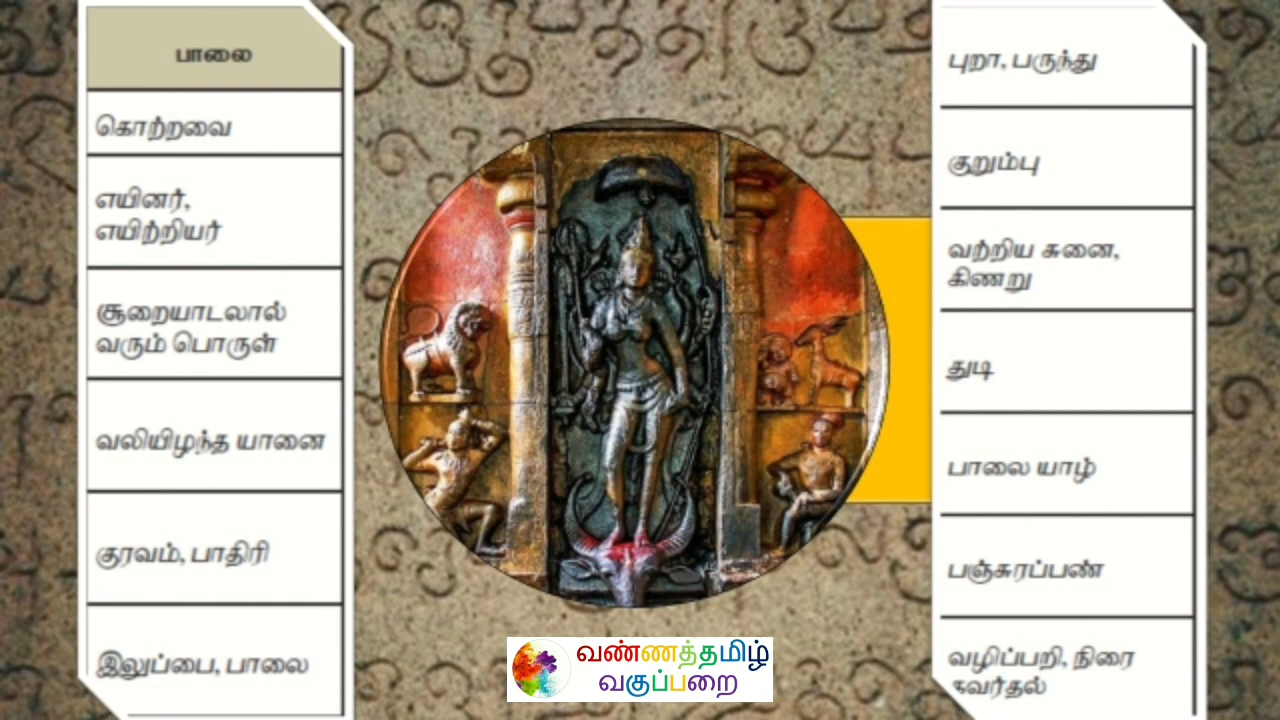 பாலை
கொற்றவை
எயினர்,
எயிற்றியர்
சூறையாடலால்
வரும் பொருள்
வலியிழந்த யானை
குரவம், பாதிரி
இலுப்பை, பாலை
புறா, பருந்து
குறும்பு
வற்றிய சுனை,
கிணறு
துடி
பாலை யாழ்
பஞ்சுரப்பண்
வழிப்பறி, நிரை
கவர்தல்
வண்ணத்தமிழ்
வகுப்பறை